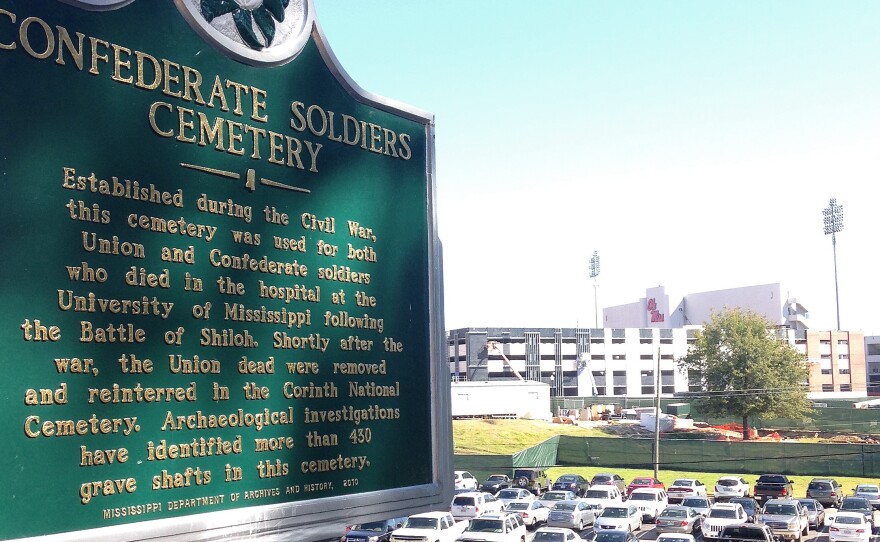 CONFEDERATE SOLDIERS
CEMETERY
Established during the Civil War,
this cemetery was used for both
Union and Confederate soldiers
who died in the hospital at the
University of Mississippi following
the Battle of Shiloh. Shortly after the
war, the Union dead were removed
and reinterred in the Corinth National
Cemetery. Archaeological investigations
have identified more than 430
grave shafts in this cemetery.
MISSISSIPPI DEPARTMENT OF ARCHIVES AND HISTORY, 2010
Ole
Miss